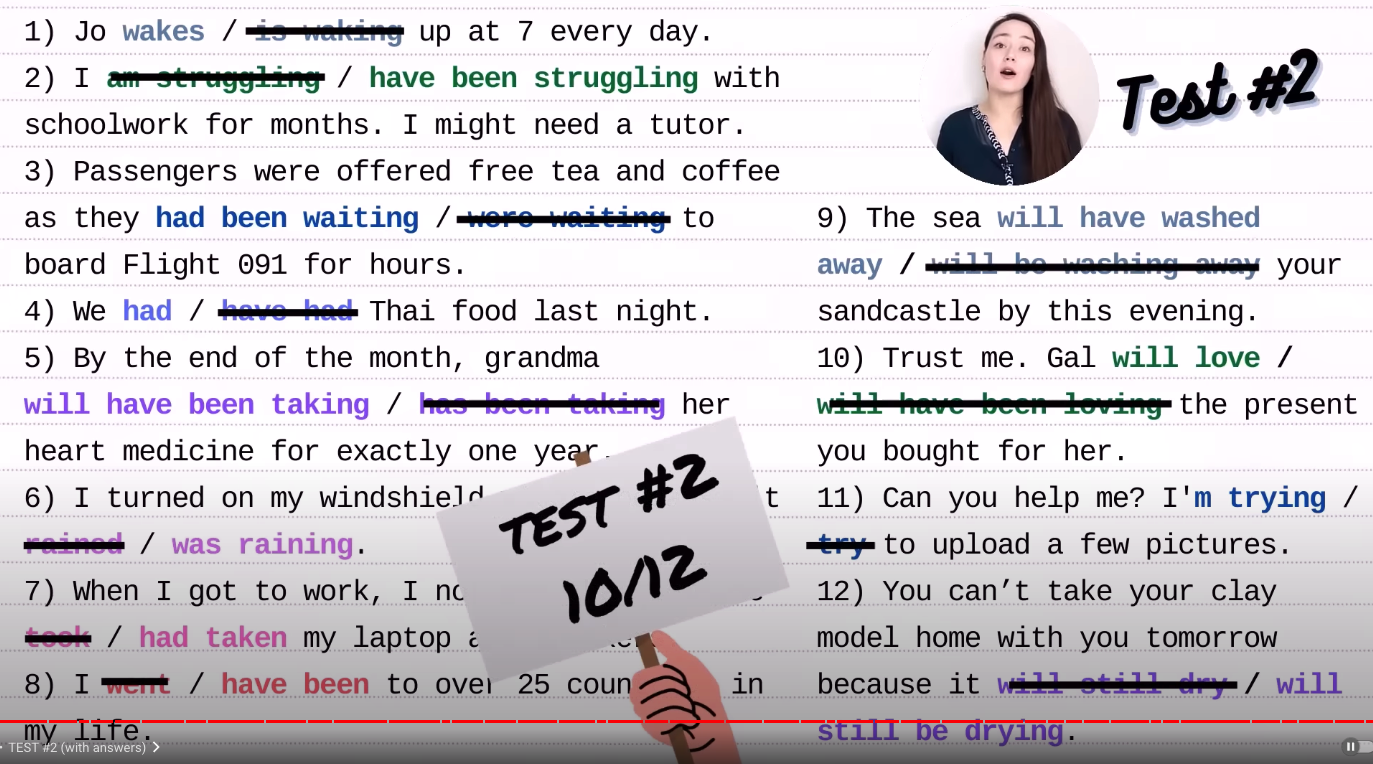 1) Jo wakes / is waking up at 7 every day.
2) I am struggling / have been struggling with
schoolwork for months. I might need a tutor.
3) Passengers were offered free tea and coffee
as they had been waiting / were waiting to
board Flight 091 for hours.
4) We had / have had Thai food last night.
5) By the end of the month, grandma
will have been taking / has been taking her
heart medicine for exactly one year.
6) I turned on my windshield
rained / was raining.
7) When I got to work, I
took / had taken my laptop
8) I went / have been to over 25 in
my life.
Test #2
9) The sea will have washed
away / will be washing away your
sandcastle by this evening.
10) Trust me. Gal will love /
will have been loving the present
you bought for her.
11) Can you help me? I'm trying /
try to upload a few pictures.
12) You can’t take your clay
model home with you tomorrow
because it will still dry / will
still be drying.
TEST #2
10/12
TEST #2 (with answers)